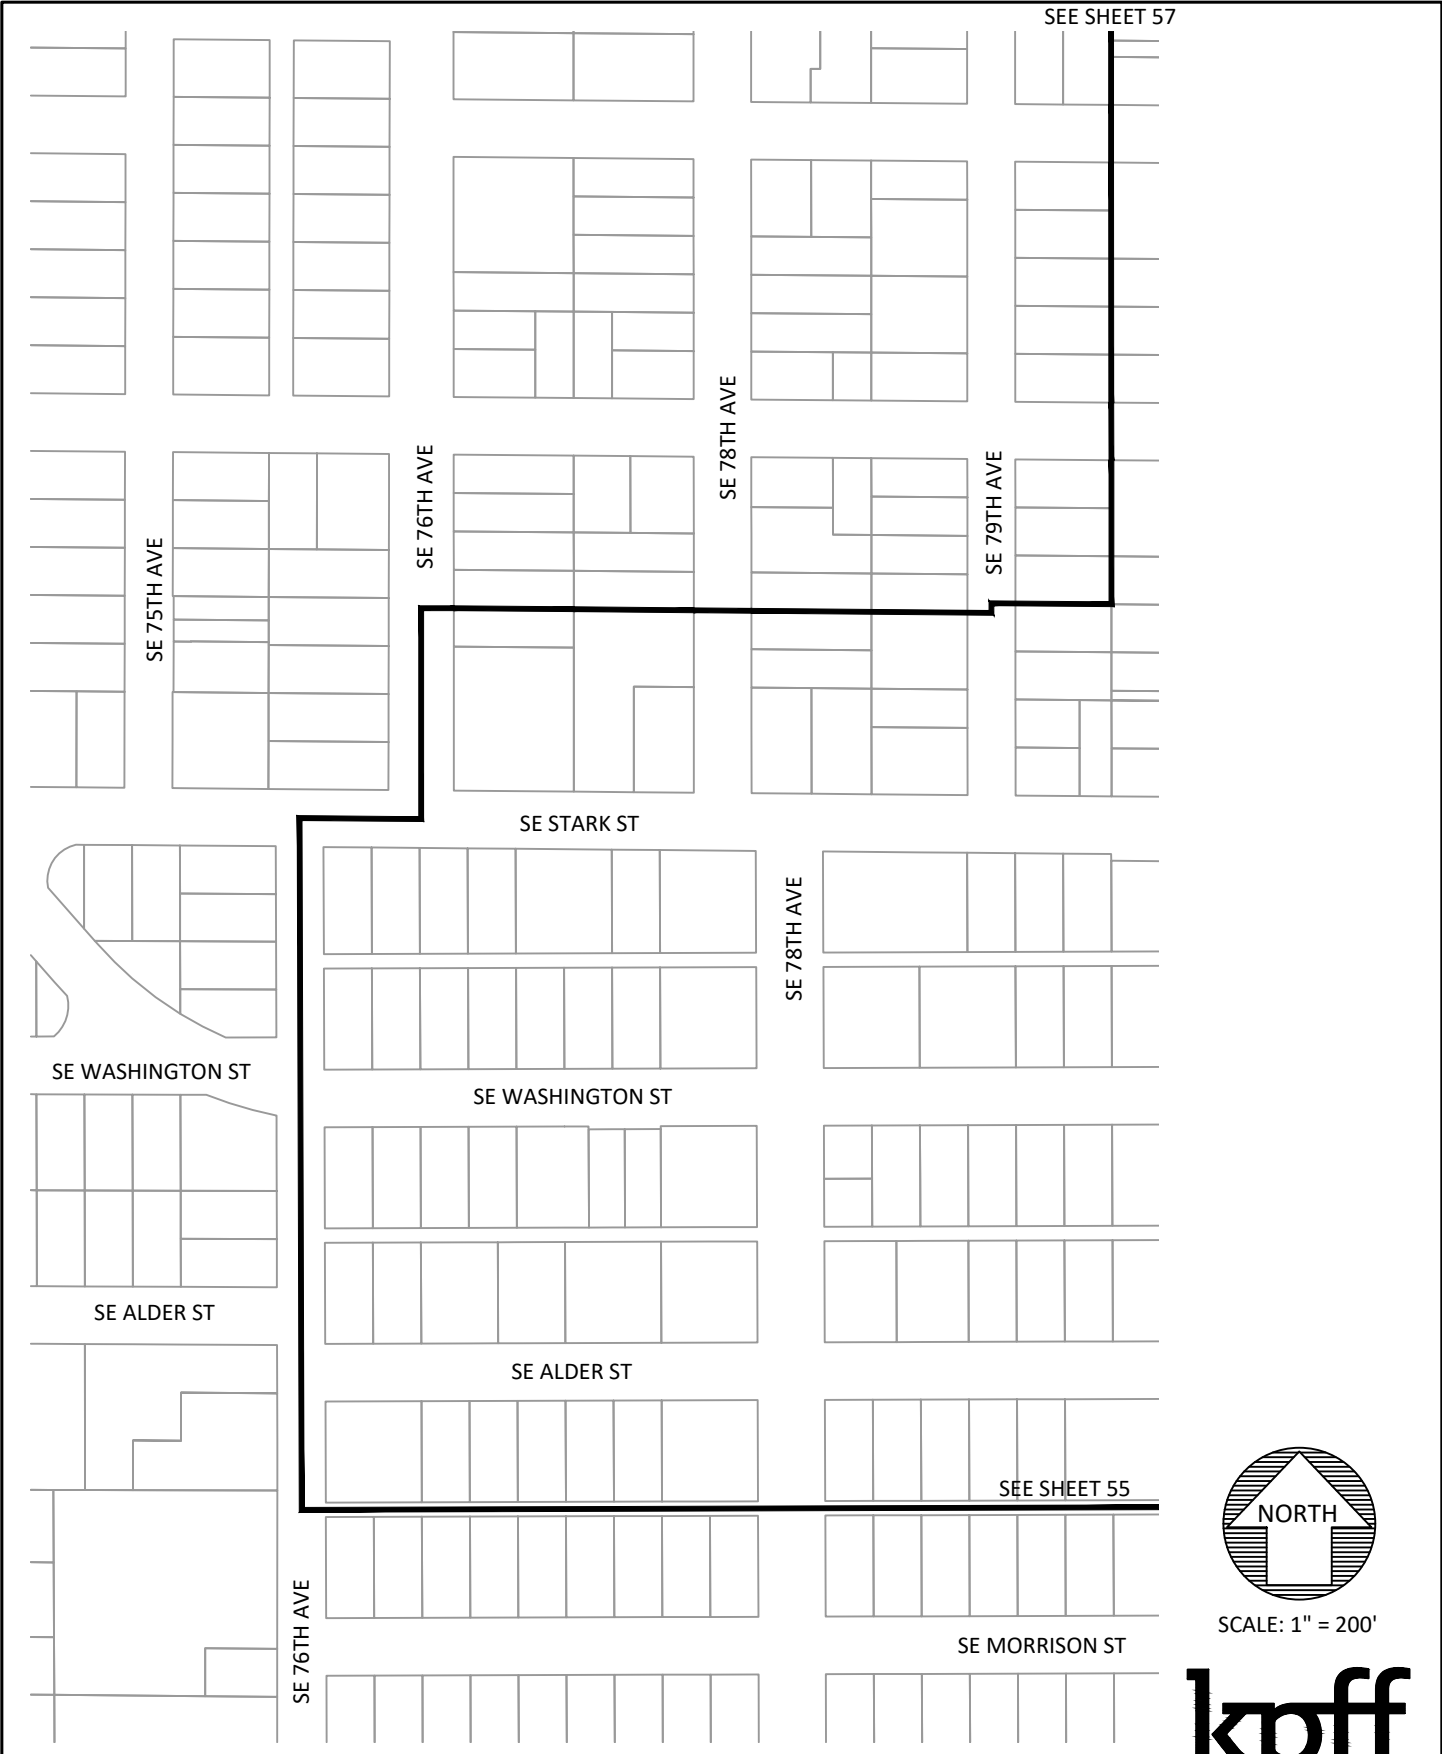 SEE SHEET 57
SE 78TH AVE
SE 76TH AVE
SE 79TH AVE
SE 75TH AVE
SE STARK ST
SE 78TH AVE
SE WASHINGTON ST
SE WASHINGTON ST
SE ALDER ST
SE ALDER ST
SEE SHEET 55
NORTH
SE 76TH AVE
SCALE: 1" = 200'
SE MORRISON ST
kpff